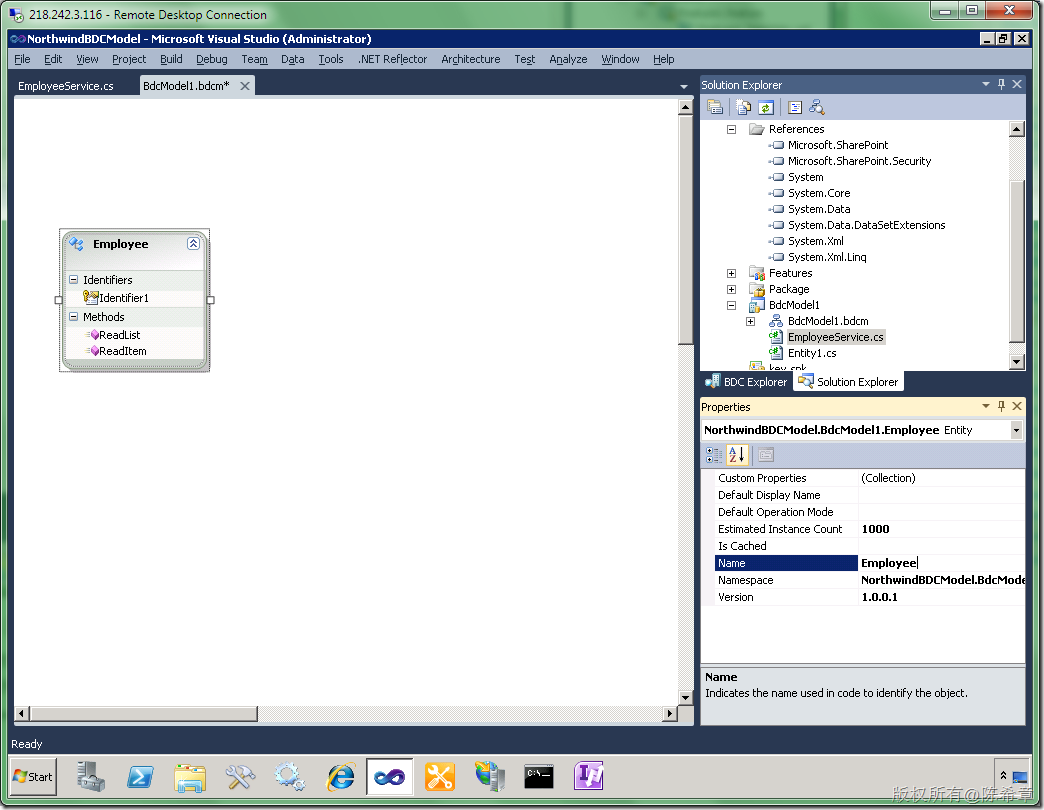 218.242.3.116 - Remote Desktop Connection
NorthwindBDCModel - Microsoft Visual Studio (Administrator)
File Edit View Project Build Debug Team Data Tools .NET Reflector Architecture Test Analyze Window Help
EmployeeService.cs BdcModel1.bdcm*
Employee
Identifiers
Identifier1
Methods
ReadList
ReadItem
Solution Explorer
References
Microsoft.SharePoint
Microsoft.SharePoint.Security
System
System.Core
System.Data
System.Data.DataSetExtensions
System.Xml
System.Xml.Linq
Features
Package
BdcModel1
BdcModel1.bdcm
EmployeeService.cs
Entity1.cs
key.snk
BDC Explorer Solution Explorer
Properties
NorthwindBDCModel.BdcModel1.Employee Entity
Custom Properties (Collection)
Default Display Name
Default Operation Mode
Estimated Instance Count 1000
Is Cached
Name Employee
Namespace NorthwindBDCModel.BdcMode
Version 1.0.0.1
Name
Indicates the name used in code to identify the object.
Ready
Start
版权所有@陈希章